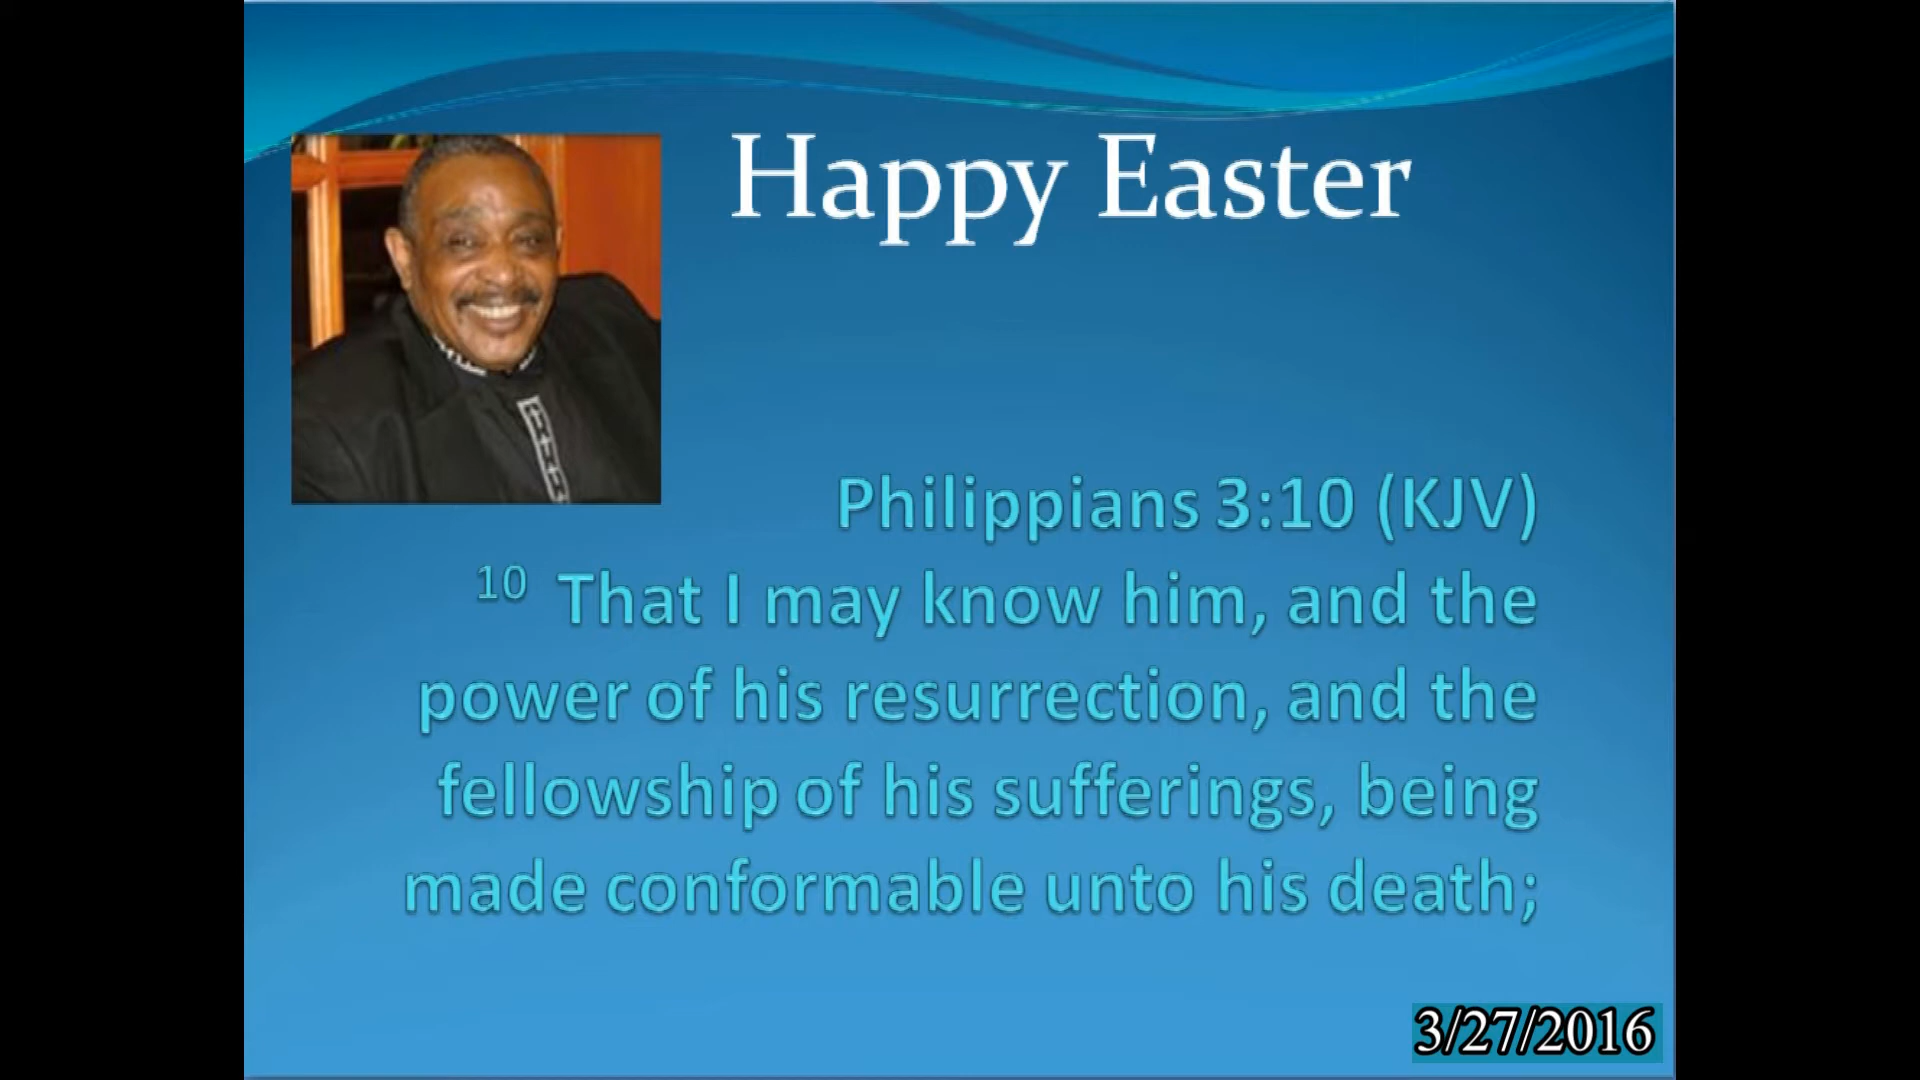 Happy Easter
Philippians 3:10 (KJV)
10 That I may know him, and the
power of his resurrection, and the
fellowship of his sufferings, being
made conformable unto his death;
3/27/2016